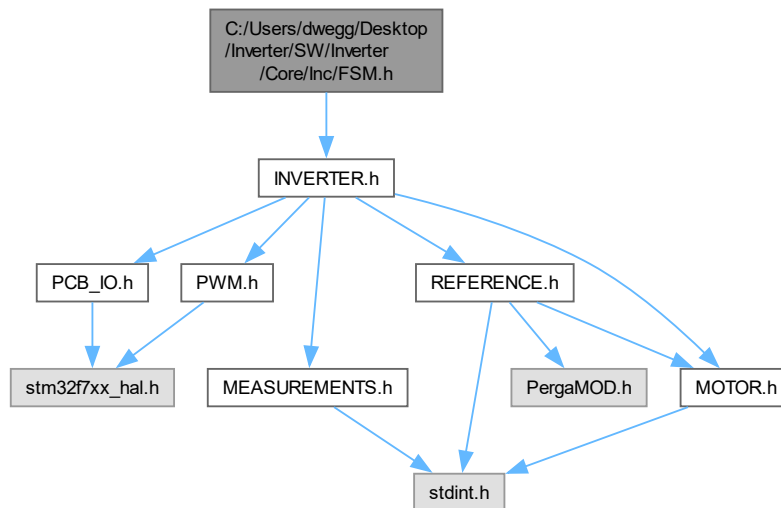 C:/Users/dwegg/Desktop
/Inverter/SW/Inverter
/Core/Inc/FSM.h
INVERTER.h
PCB_IO.h
PWM.h
REFERENCE.h
stm32f7xx_hal.h
MEASUREMENTS.h
PergaMOD.h
MOTOR.h
stdint.h